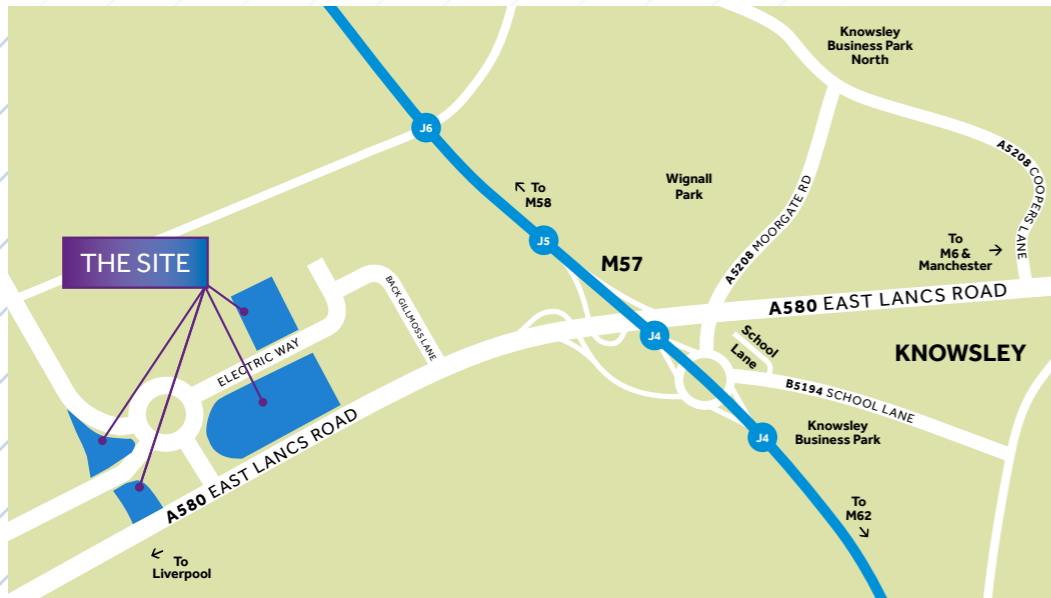 Knowsley
Business Park
North
J6
A5208 COOPERS LANE
Wignall
Park
To
M58
A5208 MOORGATE RD
J5
To
M6 &
Manchester
THE SITE
M57
BACK GILLMOSS LANE
A580 EAST LANCS ROAD
J4
School
Lane
KNOWSLEY
ELECTRIC WAY
B5194 SCHOOL LANE
Knowsley
Business Park
J4
A580 EAST LANCS ROAD
To
M62
To
Liverpool